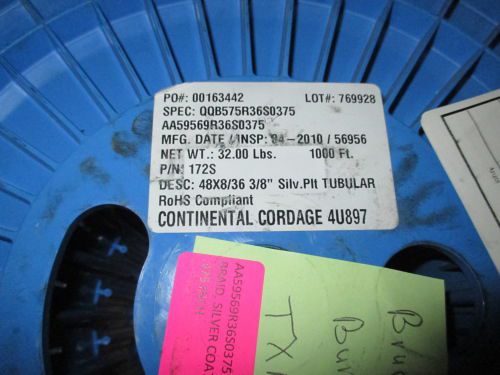 PO#: 00163442 LOT#: 769928
SPEC: QQB575R36S0375
AA59569R36S0375
MFG. DATE / INSP: 04-2010 / 56956
NET WT.: 32.00 Lbs. 1000 Ft.
P/N: 172S
DESC: 48X8/36 3/8" Silv.Plt TUBULAR
RoHS Compliant
CONTINENTAL CORDAGE 4U897
AA59569R36S0375
BRAID, SILVER COA
TX